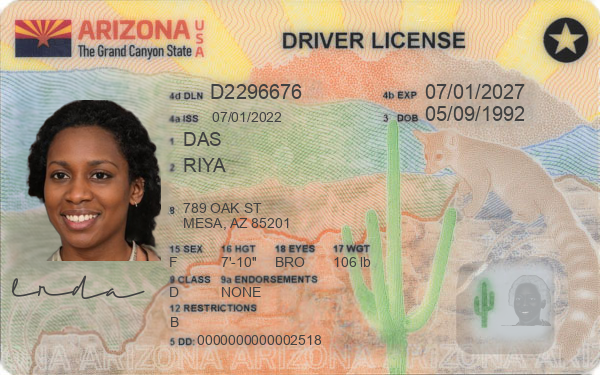 ARIZONA USA
The Grand Canyon State
DRIVER LICENSE
4d DLN D2296676
4b EXP 07/01/2027
4a ISS 07/01/2022
3 DOB 05/09/1992
1 DAS
2 RIYA
8 789 OAK ST
MESA, AZ 85201
15 SEX 16 HGT 18 EYES 17 WGT
F 7'-10" BRO 106 lb
9 CLASS 9a ENDORSEMENTS
D NONE
12 RESTRICTIONS
B
5 DD: 0000000000002518
ARIZONA ARIZONA ARIZONA ARIZONA